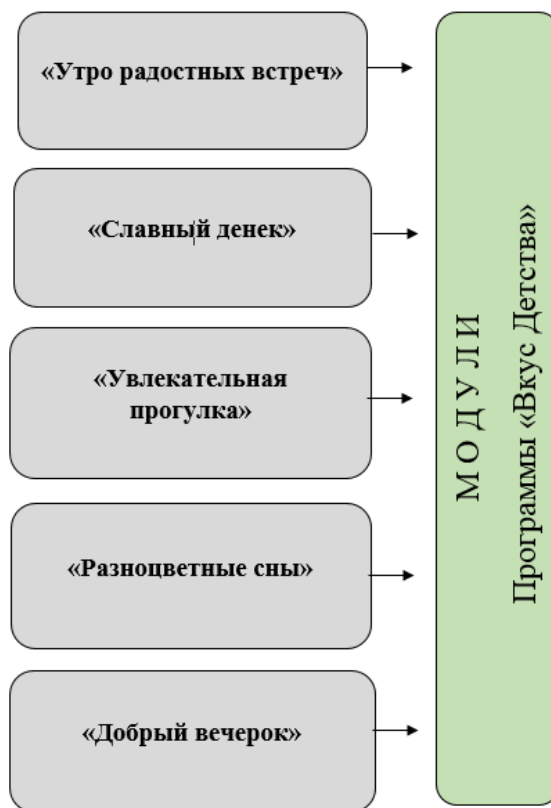 «Утро радостных встреч»
«Славный денек»
«Увлекательная
прогулка»
«Разноцветные сны»
«Добрый вечерок»
М О Д У Л И
Программы «Вкус Детства»